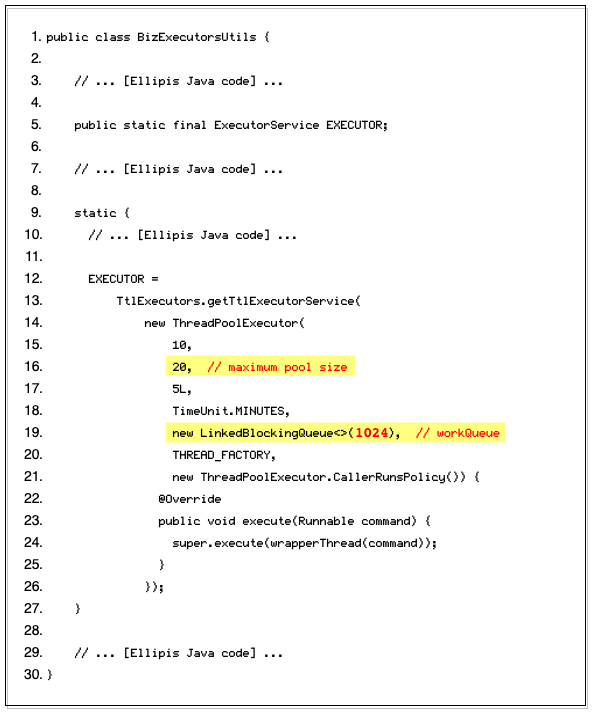 1. public class BizExecutorsUtils {
2.
3. // ... [Ellipis Java code] ...
4.
5. public static final ExecutorService EXECUTOR;
6.
7. // ... [Ellipis Java code] ...
8.
9. static {
10. // ... [Ellipis Java code] ...
11.
12. EXECUTOR =
13. TtlExecutors.getTtlExecutorService(
14. new ThreadPoolExecutor(
15. 10,
16. 20, // maximum pool size
17. 5L,
18. TimeUnit.MINUTES,
19. new LinkedBlockingQueue<>(1024), // workQueue
20. THREAD_FACTORY,
21. new ThreadPoolExecutor.CallerRunsPolicy()) {
22. @Override
23. public void execute(Runnable command) {
24. super.execute(wrapperThread(command));
25. }
26. });
27. }
28.
29. // ... [Ellipis Java code] ...
30. }